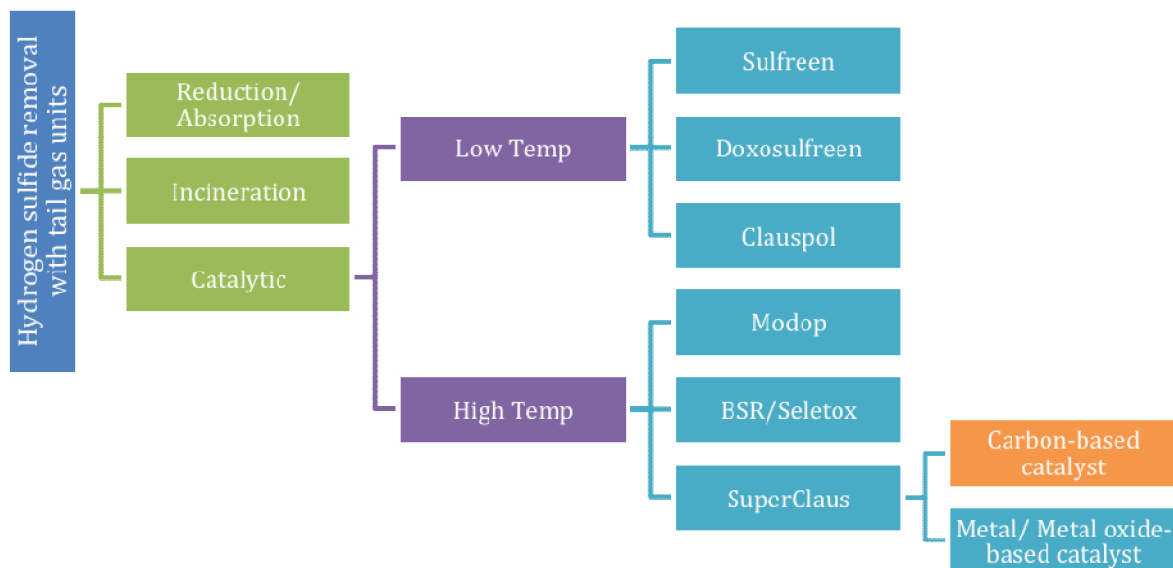 Hydrogen sulfide removal
with tail gas units
Reduction/
Absorption
Incineration
Catalytic
Low Temp
High Temp
Sulfreen
Doxosulfreen
Clauspol
Modop
BSR/Seletox
SuperClaus
Carbon-based
catalyst
Metal/ Metal oxide-
based catalyst